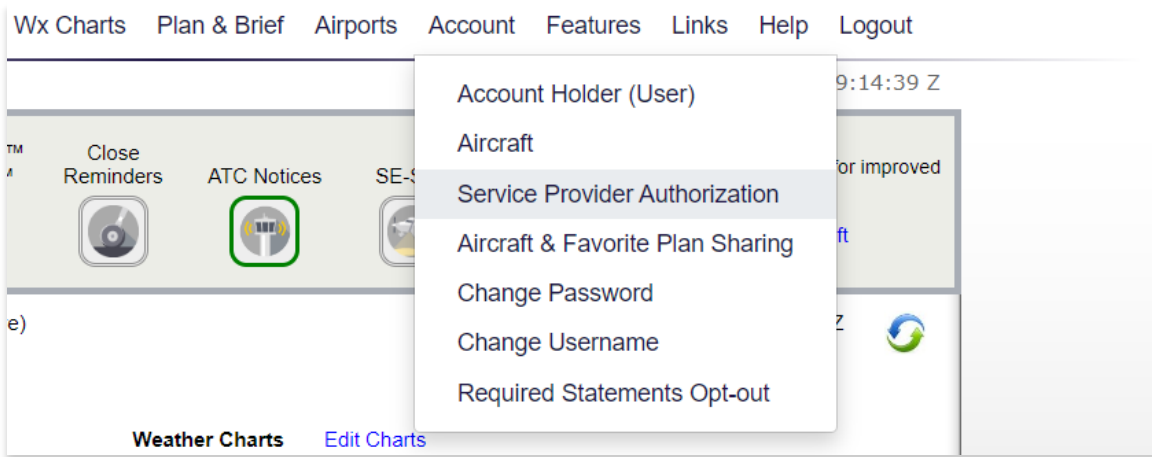 Wx Charts Plan & Brief Airports Account Features Links Help Logout
9:14:39 Z
Account Holder (User)
Aircraft
Service Provider Authorization
Aircraft & Favorite Plan Sharing
Change Password
Change Username
Required Statements Opt-out
TM
Close
Reminders
ATC Notices
SE-S
for improved
ft
e)
Z
Weather Charts Edit Charts